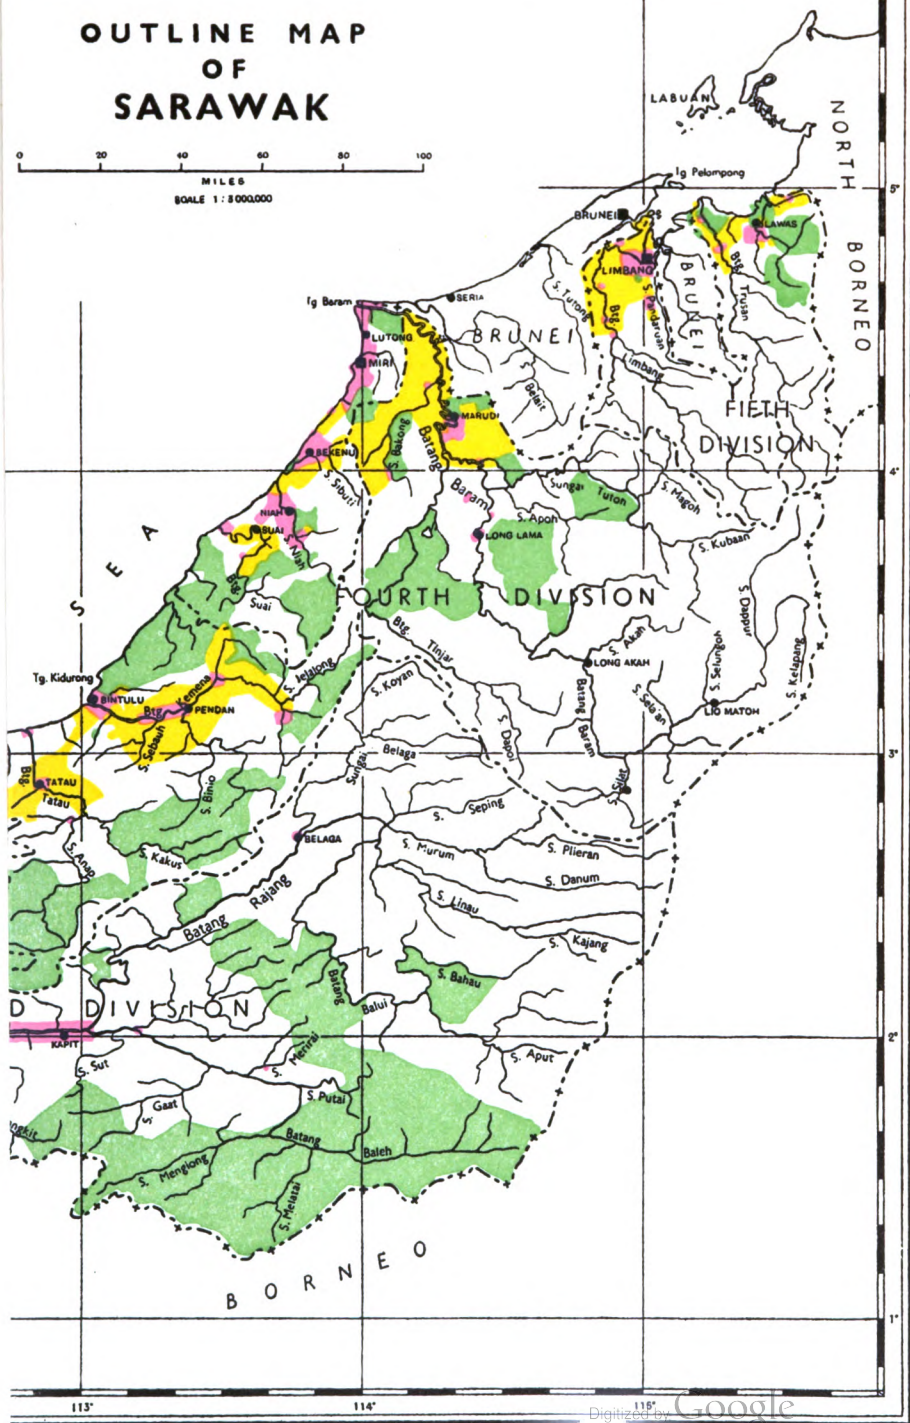 OUTLINE MAP
OF
SARAWAK
0 20 40 60 80 100
MILES
SCALE 1 : 3 000,000
LABUAN
NORTH BORNEO
Tg Pelompong
5°
BRUNEI
LAWAS
LIMBANG
Btg
Trusan
S. Pandaruan
BRUNEI
S. Tutong
Btg
Limbang
Tg Baram
SERIA
LUTONG
BRUNEI
MIRI
S. Belait
FIFTH
DIVISION
MARUDI
S. Bakong
Batang
Baram
BEKENU
4°
S. Sibuti
Sungai Tutoh
S. Magoh
NIAH
S. Apoh
SUAI
S. Niah
LONG LAMA
S. Kubaan
SEA
Btg
Suai
FOURTH DIVISION
S. Dappur
Btg. Tinjar
S. Akah
LONG AKAH
S. Selungoh
S. Kelapang
Tg. Kidurong
S. Jelalong
S. Koyan
BINTULU
Btg Kemena
PENDAN
Batang Baram
S. Sela'an
LIO MATOH
S. Sebauh
S. Dapoi
Sungai Belaga
3°
Btg.
Tatau
TATAU
S. Binio
S. Silat
S. Seping
BELAGA
S. Anap
S. Kakus
S. Murum
S. Plieran
S. Danum
Batang Rajang
S. Linau
S. Kajang
S. Bahau
Batang
Balui
D DIVISION
KAPIT
2°
S. Merirai
S. Aput
S. Sut
S. Putai
S. Gaat
ngkit
Batang
Baleh
S. Mengiong
S. Melatai
BORNEO
1°
113° 114° 115°
Digitized by Google